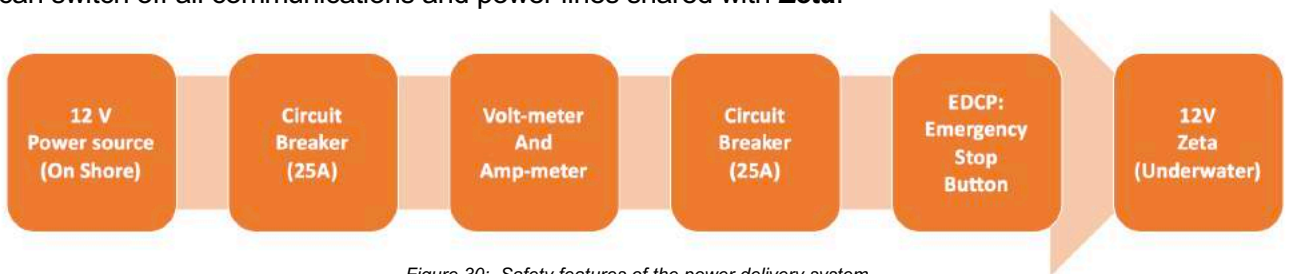 can switch off all communications and power lines shared with Zeta.
12 V
Power source
(On Shore)
Circuit
Breaker
(25A)
Volt-meter
And
Amp-meter
Circuit
Breaker
(25A)
EDCP:
Emergency
Stop
Button
12V
Zeta
(Underwater)
Figure 30: Safety features of the power delivery system